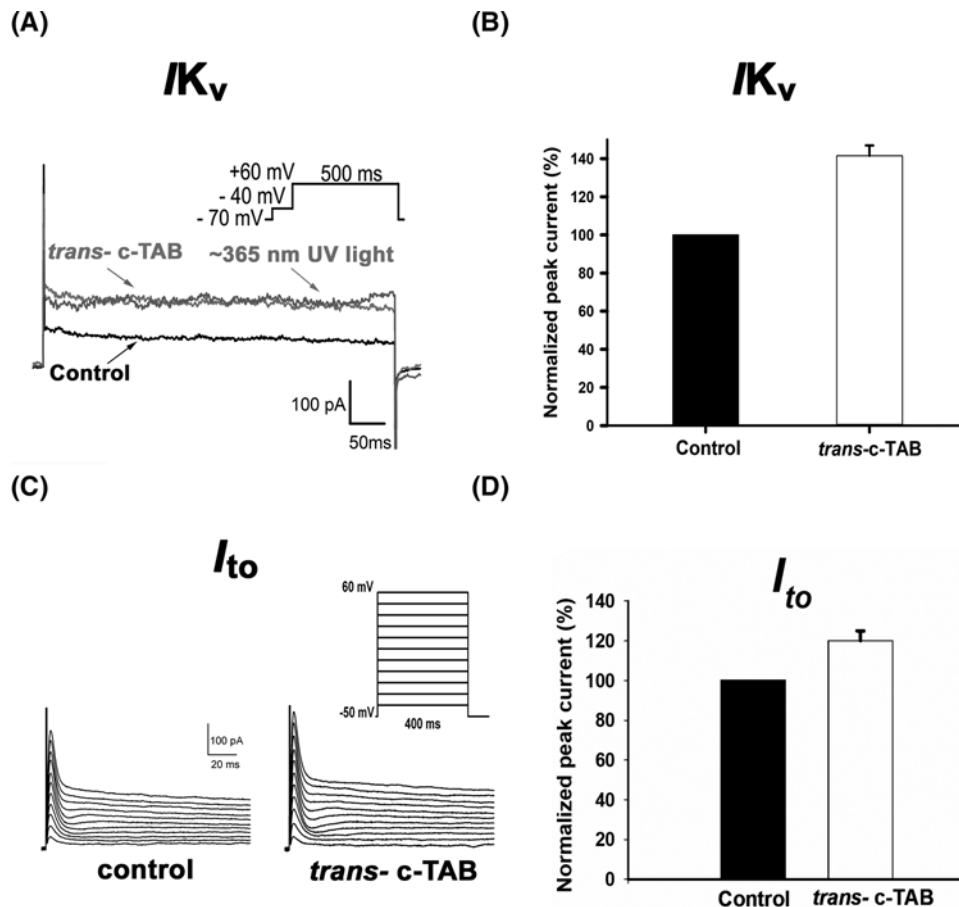 (A)
IKv
+60 mV
500 ms
- 40 mV
- 70 mV
trans- c-TAB
~365 nm UV light
Control
100 pA
50ms
(B)
IKv
Normalized peak current (%)
140
120
100
80
60
40
20
0
Control
trans-c-TAB
(C)
Ito
60 mV
-50 mV
400 ms
100 pA
20 ms
control
trans- c-TAB
(D)
Ito
Normalized peak current (%)
140
120
100
80
60
40
20
0
Control
trans- c-TAB